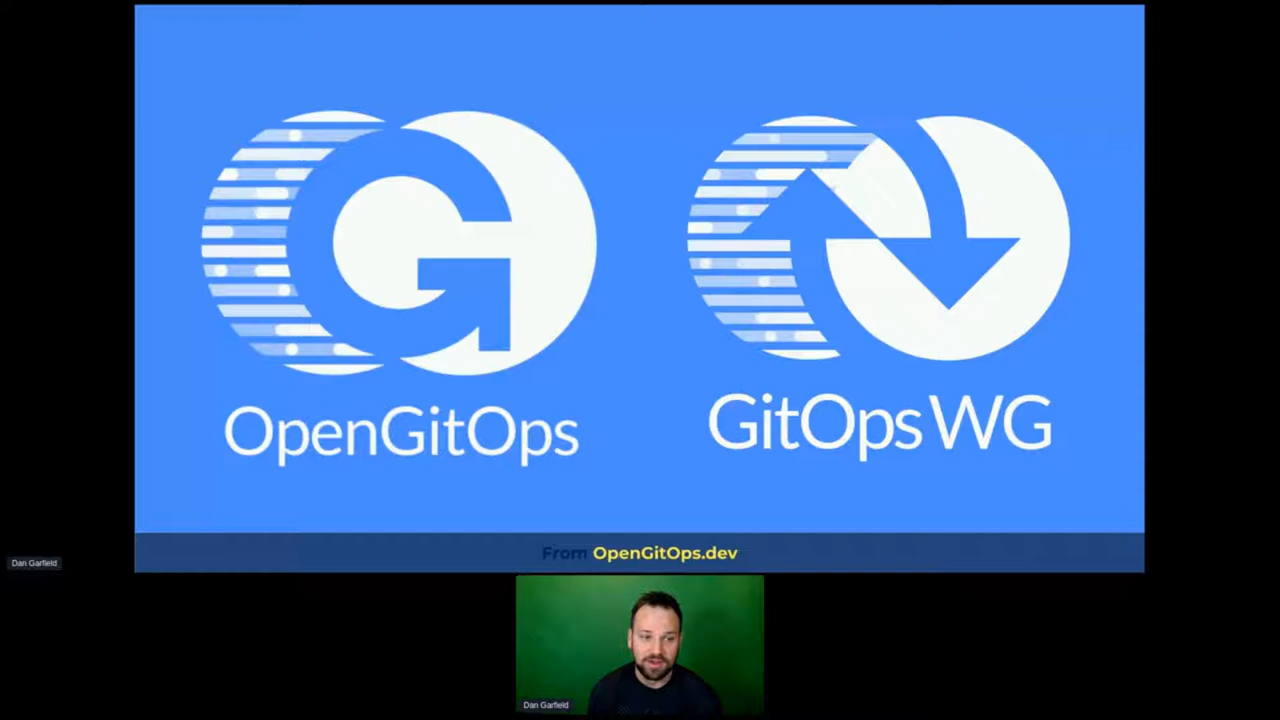 OpenGitOps
GitOps WG
From OpenGitOps.dev
Dan Garfield
Dan Garfield